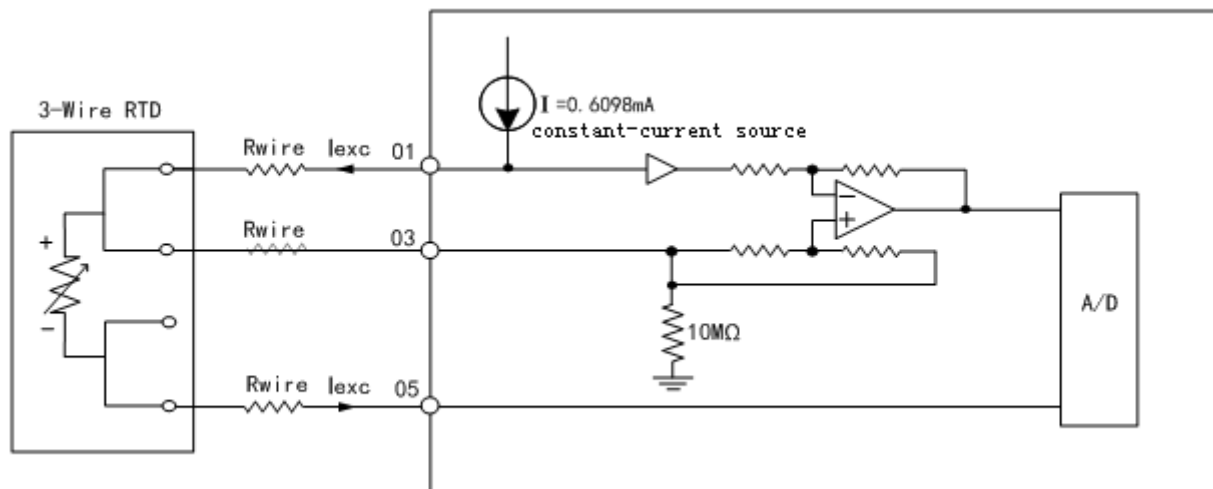 I =0.6098mA
constant-current source
3-Wire RTD
Rwire Iexc 01
Rwire 03
+
-
−
+
10MΩ
A/D
Rwire Iexc 05